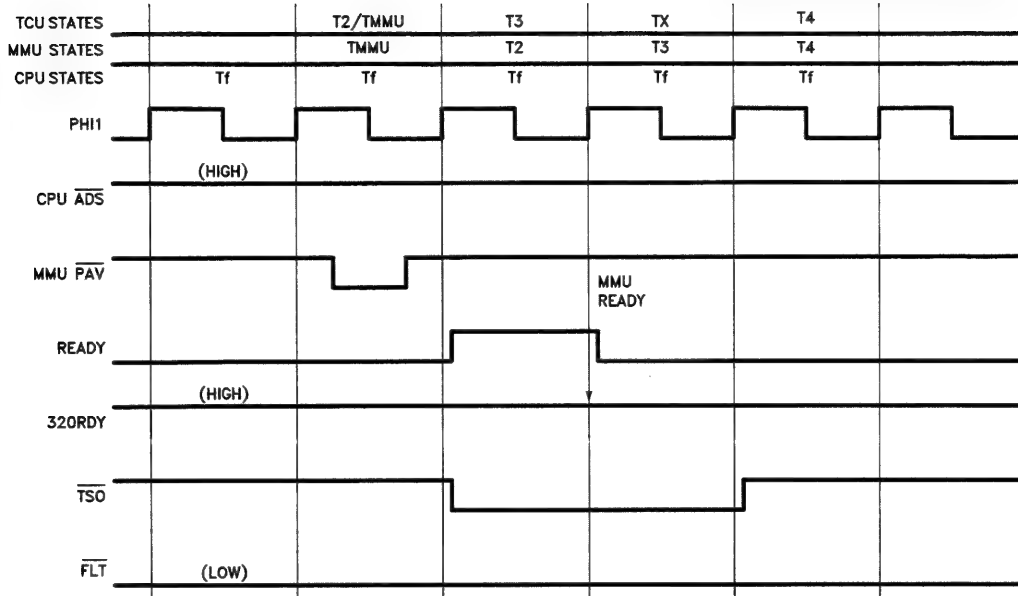 TCU STATES T2/TMMU T3 TX T4
MMU STATES TMMU T2 T3 T4
CPU STATES Tf Tf Tf Tf Tf
PHI1
(HIGH)
CPU ADS
MMU PAV
MMU
READY
READY
(HIGH)
320RDY
TSO
FLT (LOW)